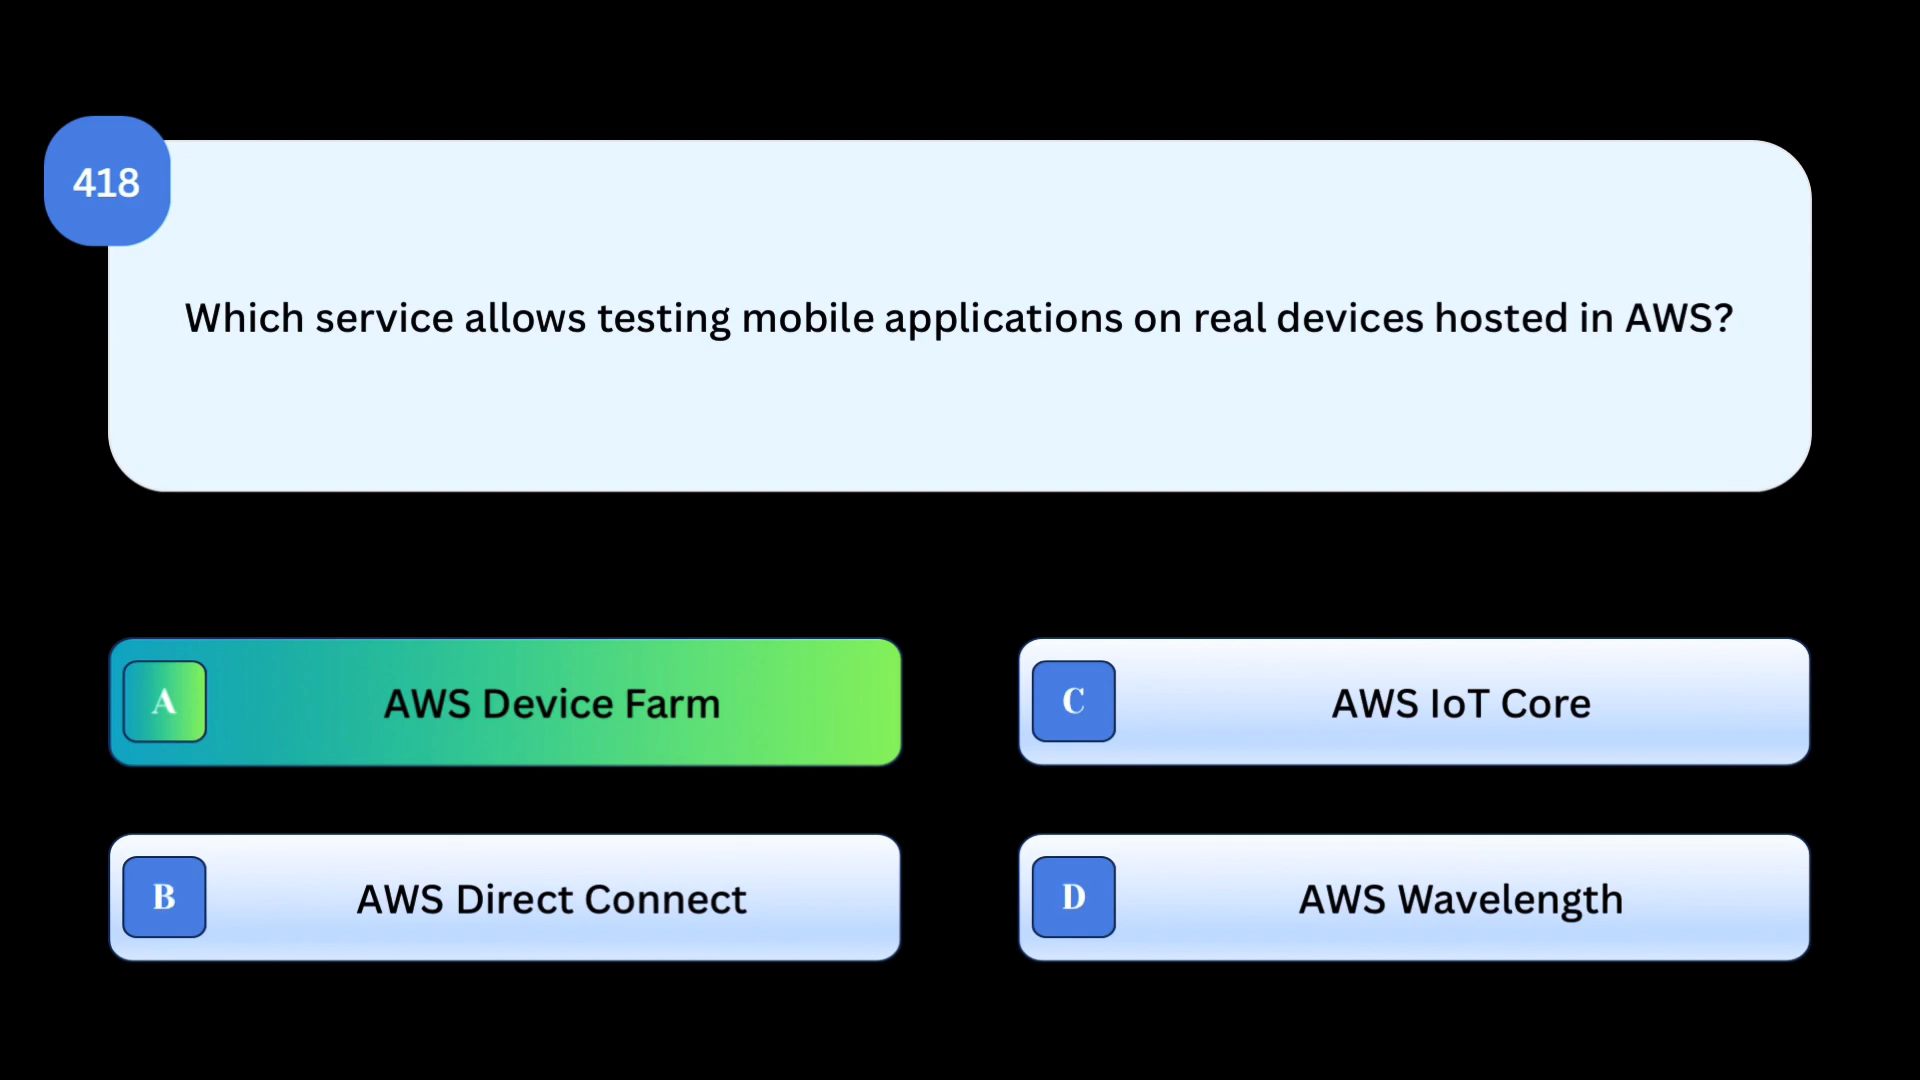 418
Which service allows testing mobile applications on real devices hosted in AWS?
A
AWS Device Farm
C
AWS IoT Core
B
AWS Direct Connect
D
AWS Wavelength